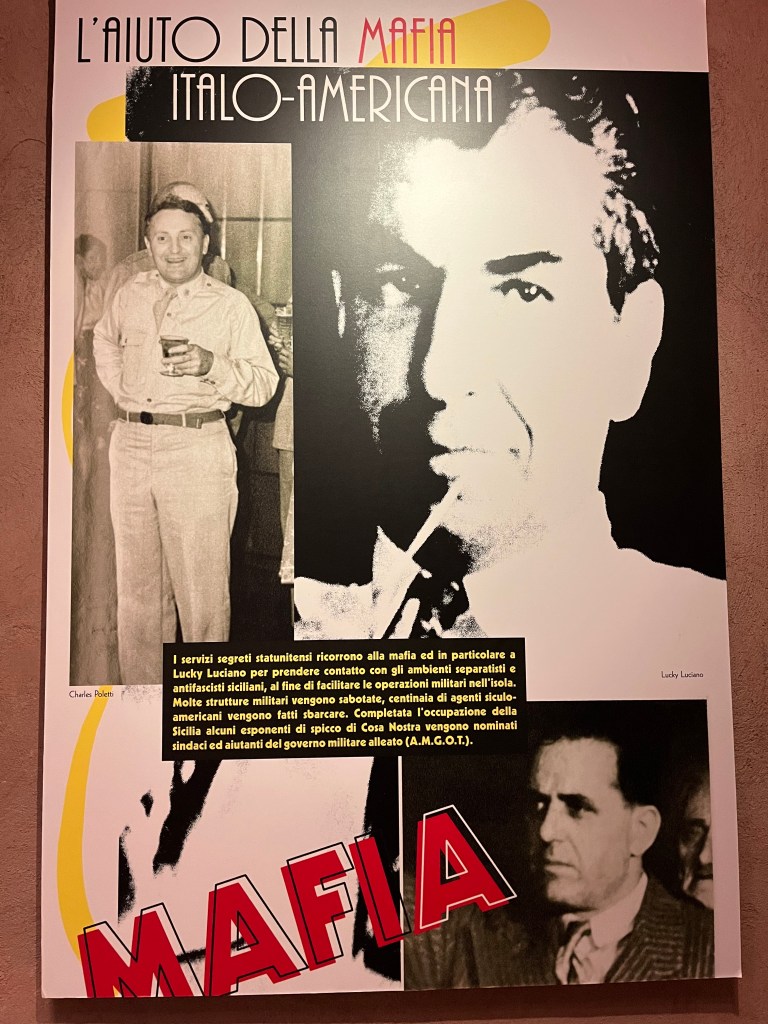 L'AIUTO DELLA MAFIA
ITALO-AMERICANA
Charles Poletti
Lucky Luciano
I servizi segreti statunitensi ricorrono alla mafia ed in particolare a
Lucky Luciano per prendere contatto con gli ambienti separatisti e
antifascisti siciliani, al fine di facilitare le operazioni militari nell'isola.
Molte strutture militari vengono sabotate, centinaia di agenti siculo-
americani vengono fatti sbarcare. Completata l'occupazione della
Sicilia alcuni esponenti di spicco di Cosa Nostra vengono nominati
sindaci ed aiutanti del governo militare alleato (A.M.G.O.T.).
MAFIA